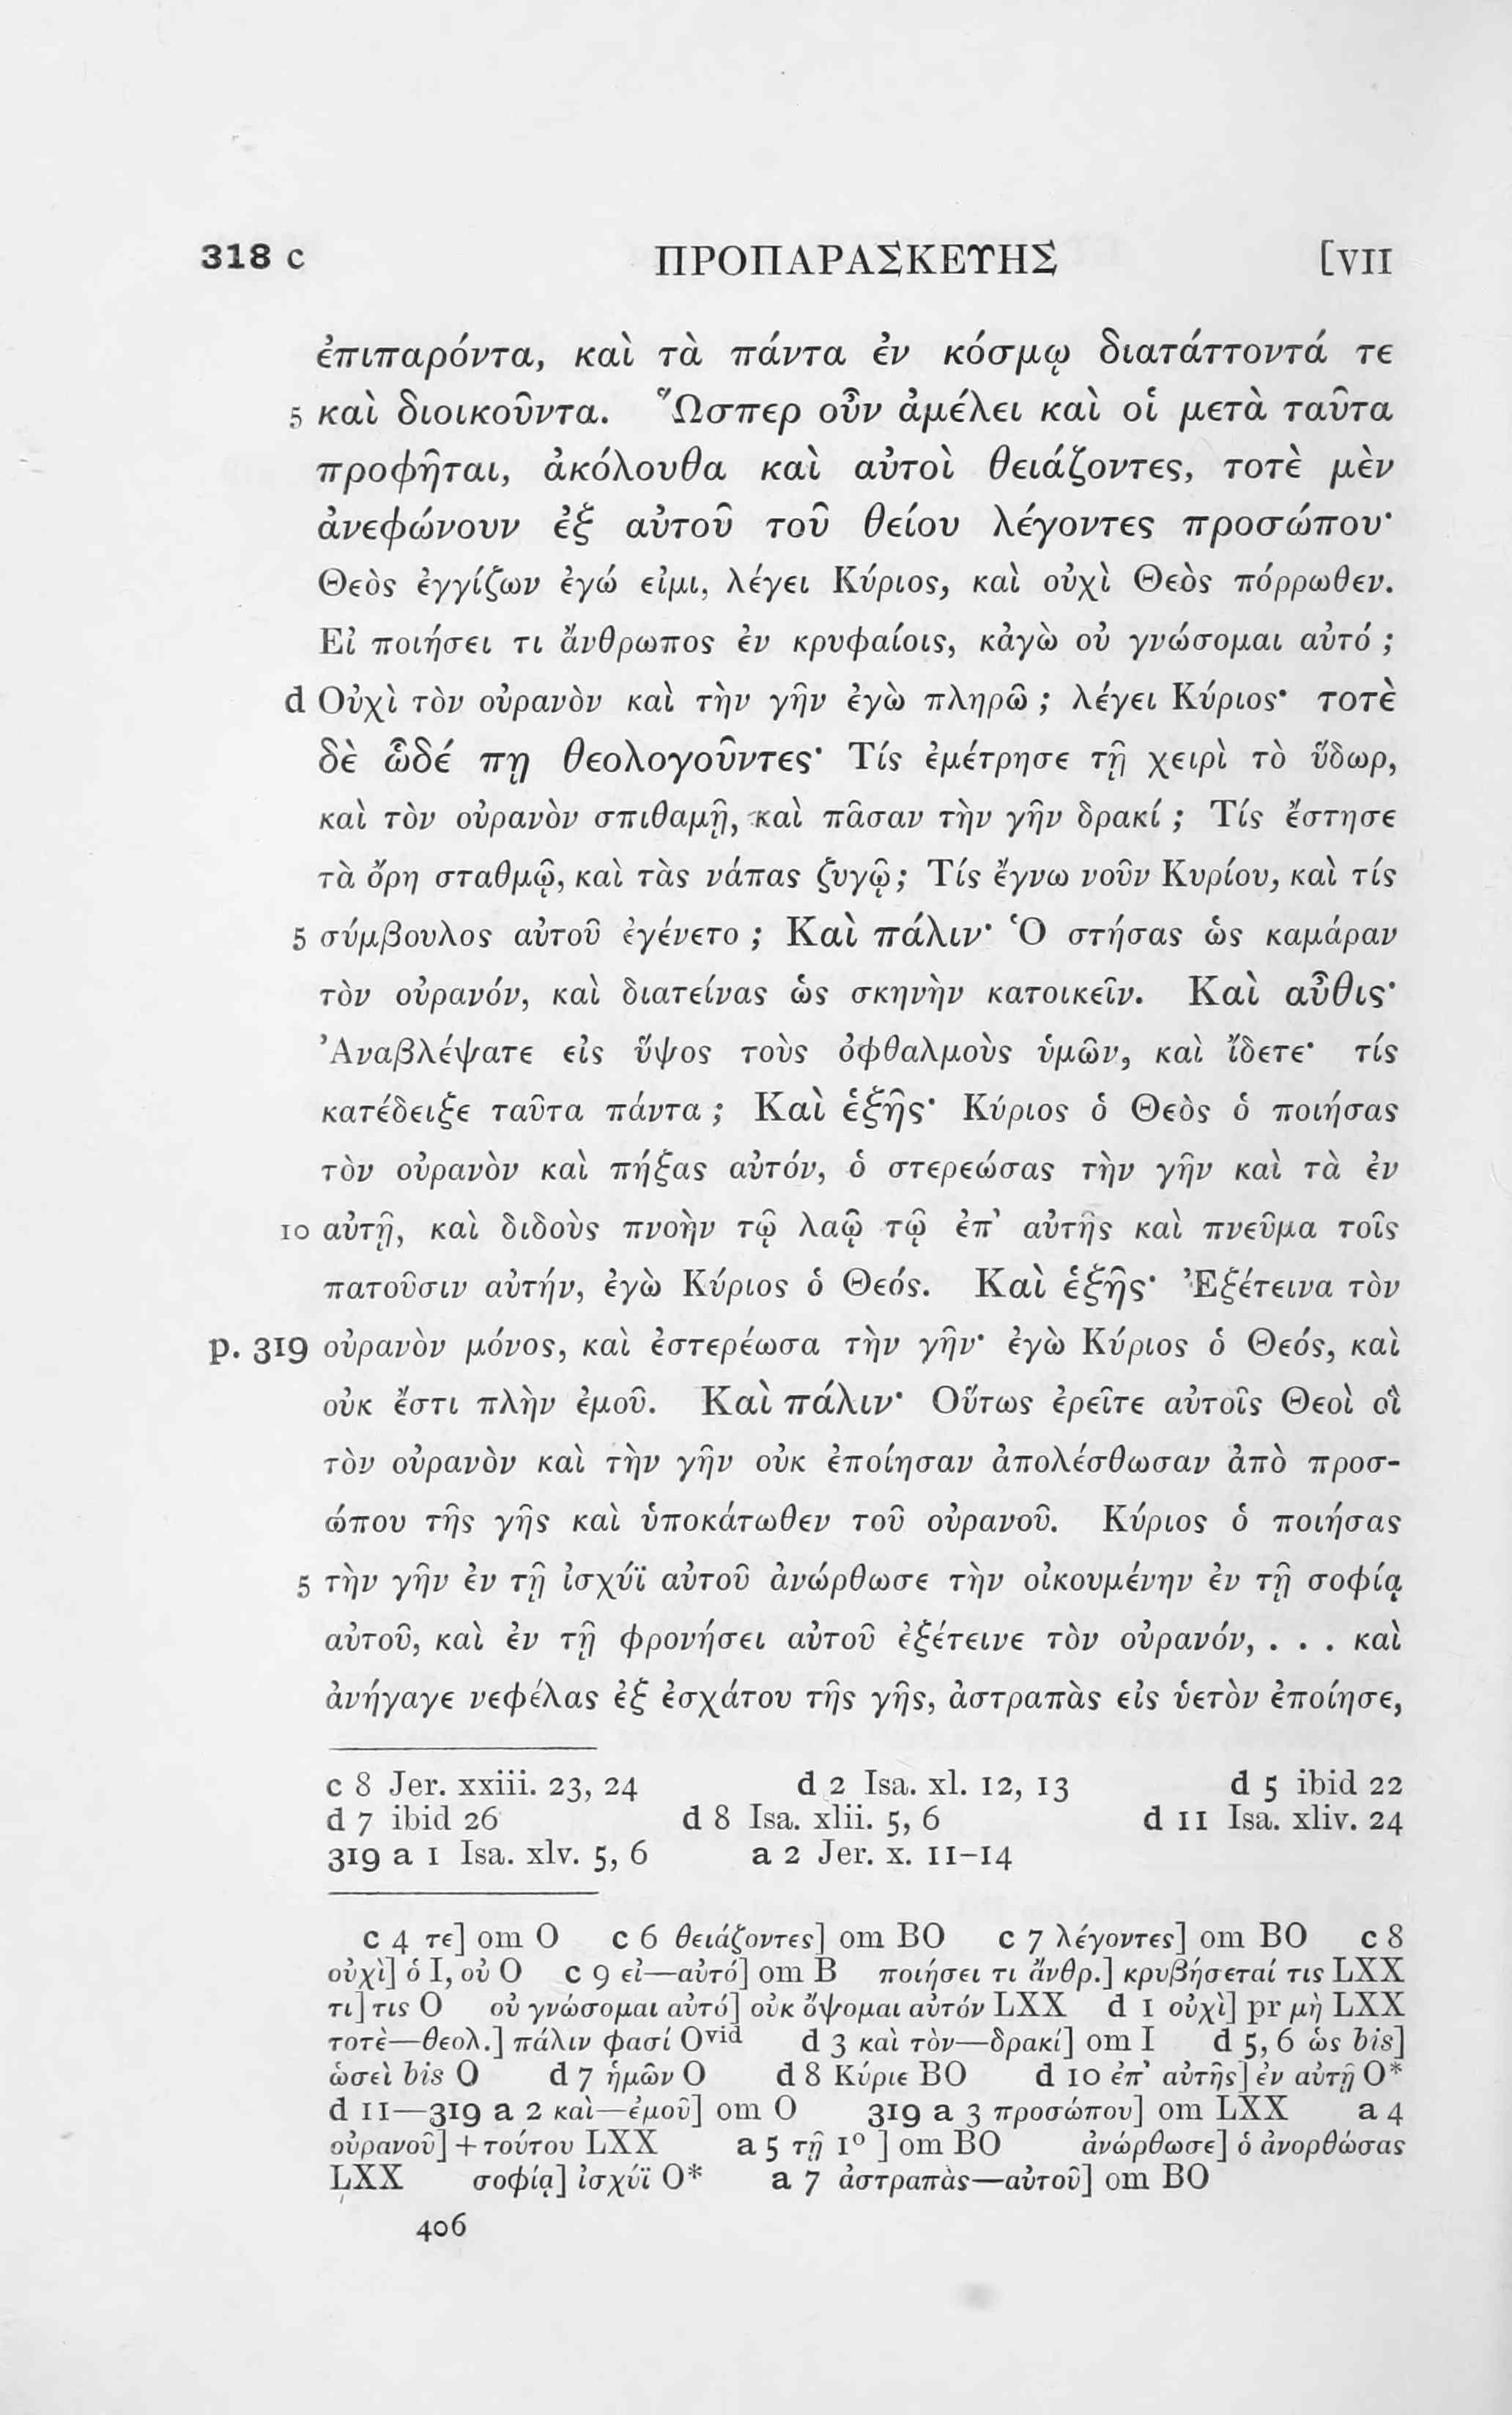 318 c ΠΡΟΠΑΡΑΣΚΕΥΗΣ [VII
ἐπιπαρόντα, καὶ τὰ πάντα ἐν κόσμῳ διατάττοντά τε
5 καὶ διοικοῦντα. Ὥσπερ οὖν ἀμέλει καὶ οἱ μετὰ ταῦτα
προφῆται, ἀκόλουθα καὶ αὐτοὶ θειάζοντες, τοτὲ μὲν
ἀνεφώνουν ἐξ αὐτοῦ τοῦ θείου λέγοντες προσώπου·
Θεὸς ἐγγίζων ἐγώ εἰμι, λέγει Κύριος, καὶ οὐχὶ Θεὸς πόρρωθεν.
Εἰ ποιήσει τι ἄνθρωπος ἐν κρυφαίοις, κἀγὼ οὐ γνώσομαι αὐτό ;
d Οὐχὶ τὸν οὐρανὸν καὶ τὴν γῆν ἐγὼ πληρῶ ; λέγει Κύριος· τοτὲ
δὲ ὧδέ πῃ θεολογοῦντες· Τίς ἐμέτρησε τῇ χειρὶ τὸ ὕδωρ,
καὶ τὸν οὐρανὸν σπιθαμῇ, καὶ πᾶσαν τὴν γῆν δρακί ; Τίς ἔστησε
τὰ ὄρη σταθμῷ, καὶ τὰς νάπας ζυγῷ; Τίς ἔγνω νοῦν Κυρίου, καὶ τίς
5 σύμβουλος αὐτοῦ ἐγένετο ; Καὶ πάλιν· Ὁ στήσας ὡς καμάραν
τὸν οὐρανόν, καὶ διατείνας ὡς σκηνὴν κατοικεῖν. Καὶ αὖθις·
Ἀναβλέψατε εἰς ὕψος τοὺς ὀφθαλμοὺς ὑμῶν, καὶ ἴδετε· τίς
κατέδειξε ταῦτα πάντα ; Καὶ ἑξῆς· Κύριος ὁ Θεὸς ὁ ποιήσας
τὸν οὐρανὸν καὶ πήξας αὐτόν, ὁ στερεώσας τὴν γῆν καὶ τὰ ἐν
10 αὐτῇ, καὶ διδοὺς πνοὴν τῷ λαῷ τῷ ἐπ’ αὐτῆς καὶ πνεῦμα τοῖς
πατοῦσιν αὐτήν, ἐγὼ Κύριος ὁ Θεός. Καὶ ἑξῆς· Ἐξέτεινα τὸν
p. 319 οὐρανὸν μόνος, καὶ ἐστερέωσα τὴν γῆν· ἐγὼ Κύριος ὁ Θεός, καὶ
οὐκ ἔστι πλὴν ἐμοῦ. Καὶ πάλιν· Οὕτως ἐρεῖτε αὐτοῖς Θεοὶ οἳ
τὸν οὐρανὸν καὶ τὴν γῆν οὐκ ἐποίησαν ἀπολέσθωσαν ἀπὸ προσ-
ώπου τῆς γῆς καὶ ὑποκάτωθεν τοῦ οὐρανοῦ. Κύριος ὁ ποιήσας
5 τὴν γῆν ἐν τῇ ἰσχύϊ αὐτοῦ ἀνώρθωσε τὴν οἰκουμένην ἐν τῇ σοφίᾳ
αὐτοῦ, καὶ ἐν τῇ φρονήσει αὐτοῦ ἐξέτεινε τὸν οὐρανόν, . . . καὶ
ἀνήγαγε νεφέλας ἐξ ἐσχάτου τῆς γῆς, ἀστραπὰς εἰς ὑετὸν ἐποίησε,
c 8 Jer. xxiii. 23, 24 d 2 Isa. xl. 12, 13 d 5 ibid 22
d 7 ibid 26 d 8 Isa. xlii. 5, 6 d 11 Isa. xliv. 24
319 a 1 Isa. xlv. 5, 6 a 2 Jer. x. 11–14
c 4 τε] om O c 6 θειάζοντες] om BO c 7 λέγοντες] om BO c 8
οὐχὶ] ὁ I, οὐ O c 9 εἰ—αὐτό] om B ποιήσει τι ἄνθρ.] κρυβήσεταί τις LXX
τι] τις O οὐ γνώσομαι αὐτό] οὐκ ὄψομαι αὐτόν LXX d 1 οὐχὶ] pr μὴ LXX
τοτὲ—θεολ.] πάλιν φασί Ovid d 3 καὶ τὸν—δρακί] om I d 5, 6 ὡς bis]
ὡσεὶ bis O d 7 ἡμῶν O d 8 Κύριε BO d 10 ἐπ’ αὐτῆς] ἐν αὐτῇ O*
d 11—319 a 2 καὶ—ἐμοῦ] om O 319 a 3 προσώπου] om LXX a 4
οὐρανοῦ] + τούτου LXX a 5 τῇ 1º ] om BO ἀνώρθωσε] ὁ ἀνορθώσας
LXX σοφίᾳ] ἰσχύϊ O* a 7 ἀστραπὰς—αὐτοῦ] om BO
406